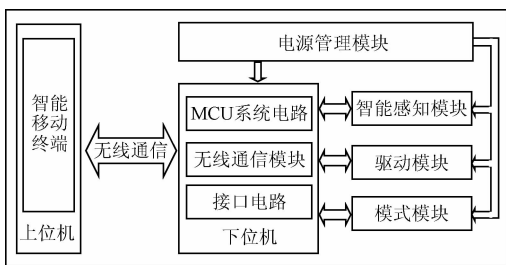 电源管理模块
智能
移动
终端
上位机
无线通信
MCU系统电路
无线通信模块
接口电路
下位机
智能感知模块
驱动模块
模式模块